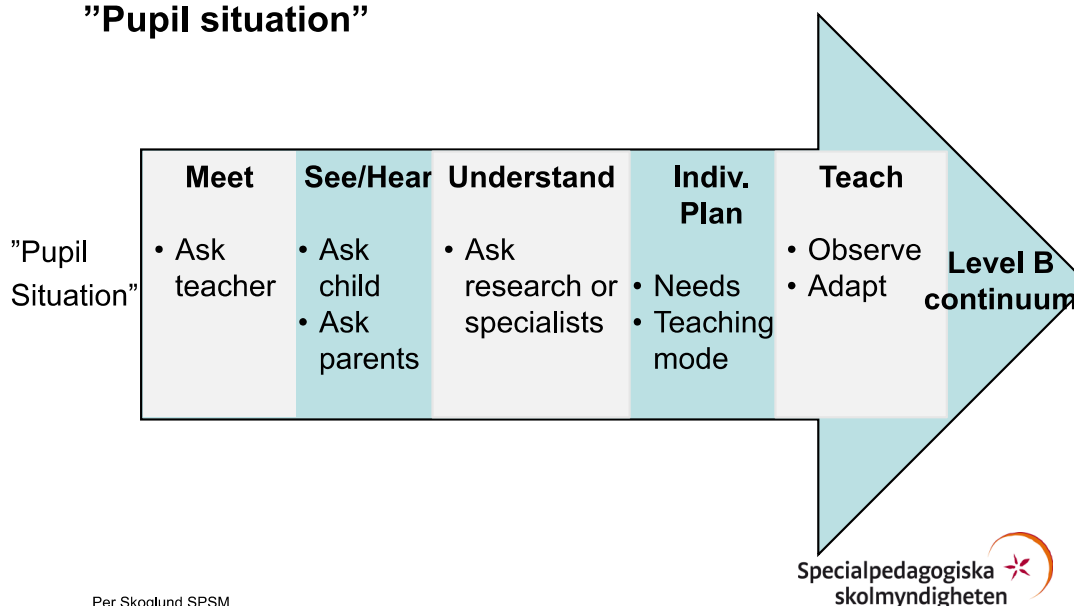 ”Pupil situation”
”Pupil
Situation”
Meet
• Ask
teacher
See/Hear
• Ask
child
• Ask
parents
Understand
• Ask
research or
specialists
Indiv.
Plan
• Needs
• Teaching
mode
Teach
• Observe
• Adapt
Level B
continuum
Specialpedagogiska
skolmyndigheten
Per Skoglund SPSM